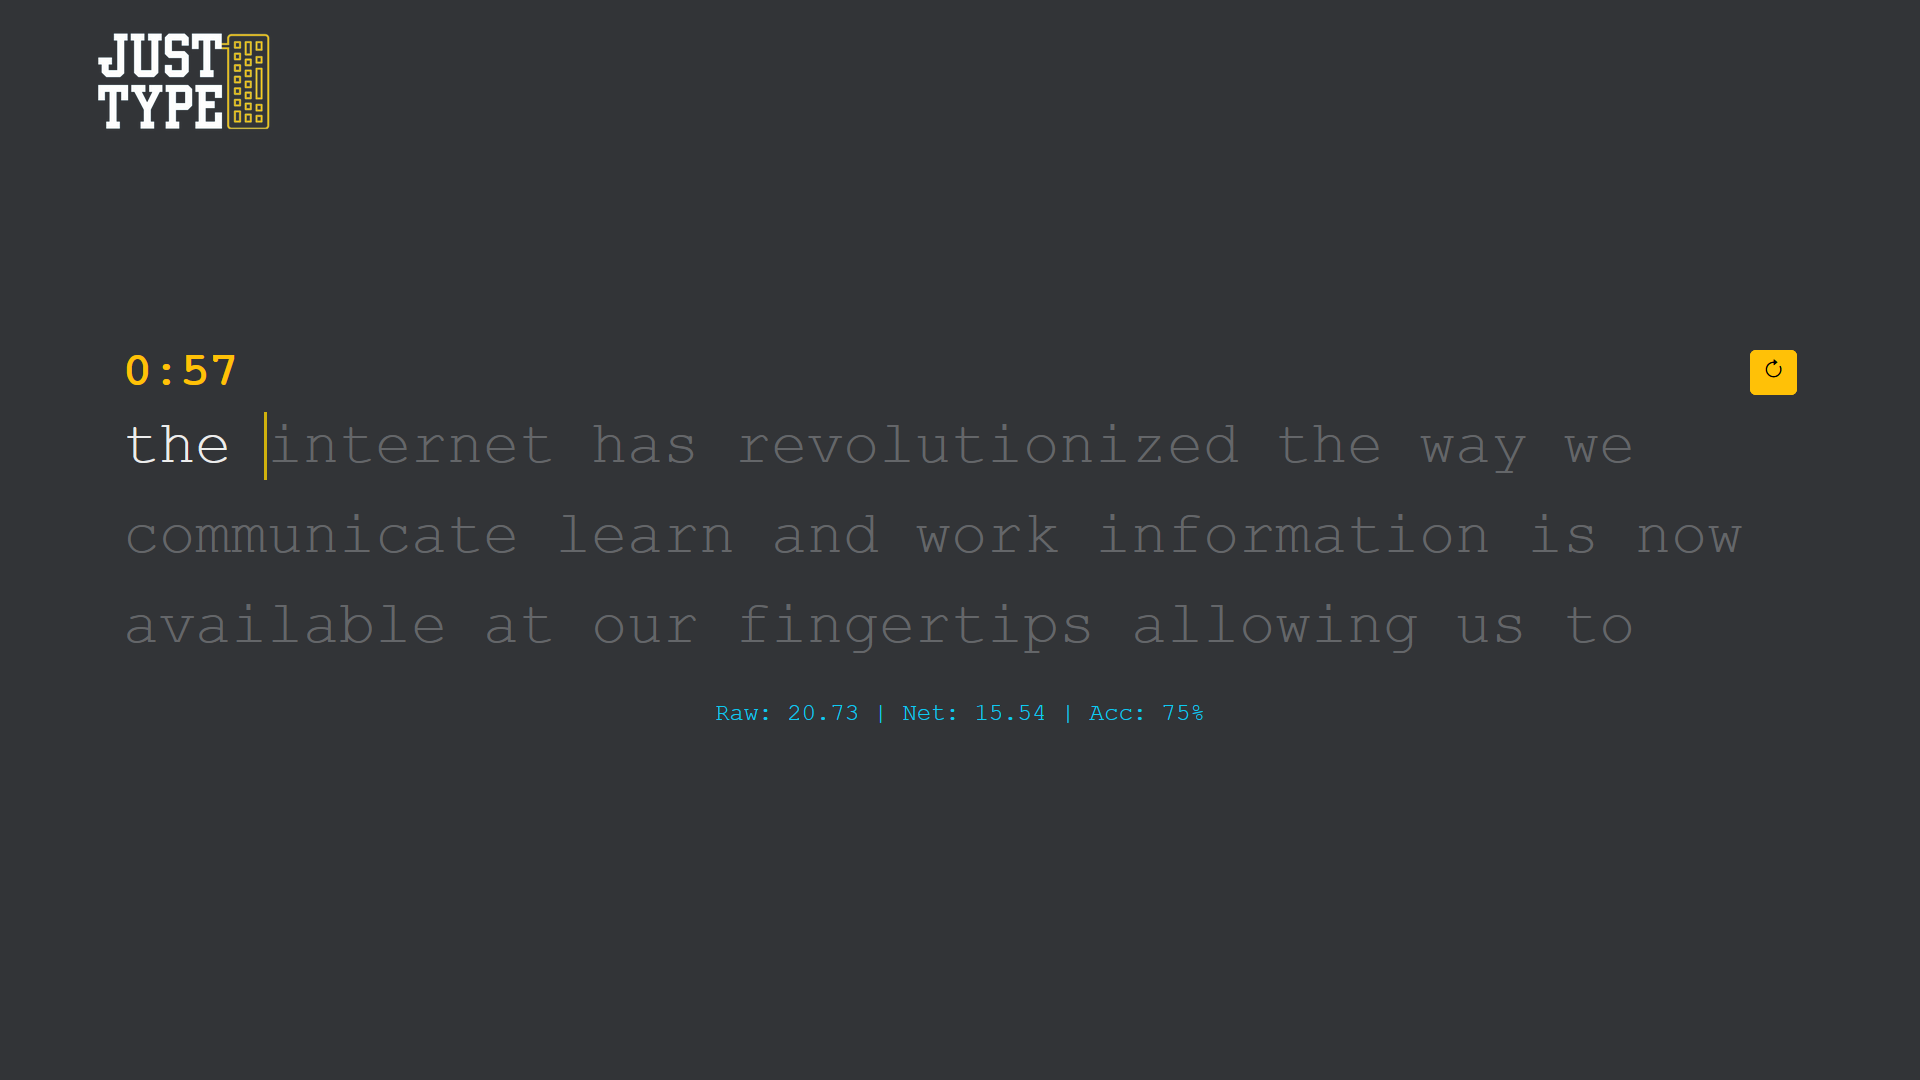 JUST
TYPE
0:57
the internet has revolutionized the way we
communicate learn and work information is now
available at our fingertips allowing us to
Raw: 20.73 | Net: 15.54 | Acc: 75%